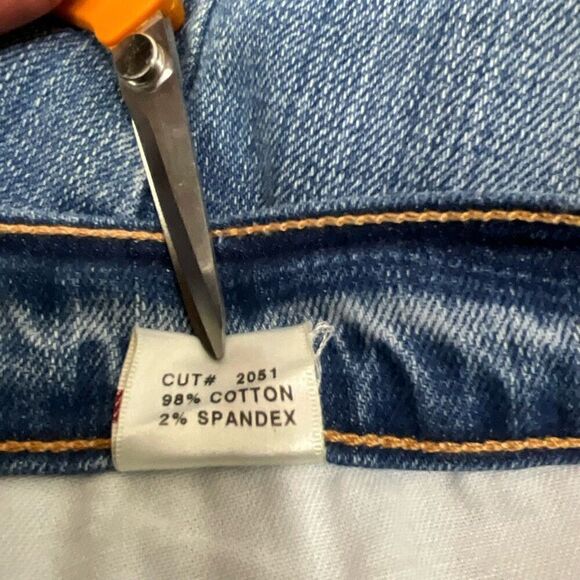 CUT# 2051
98% COTTON
2% SPANDEX